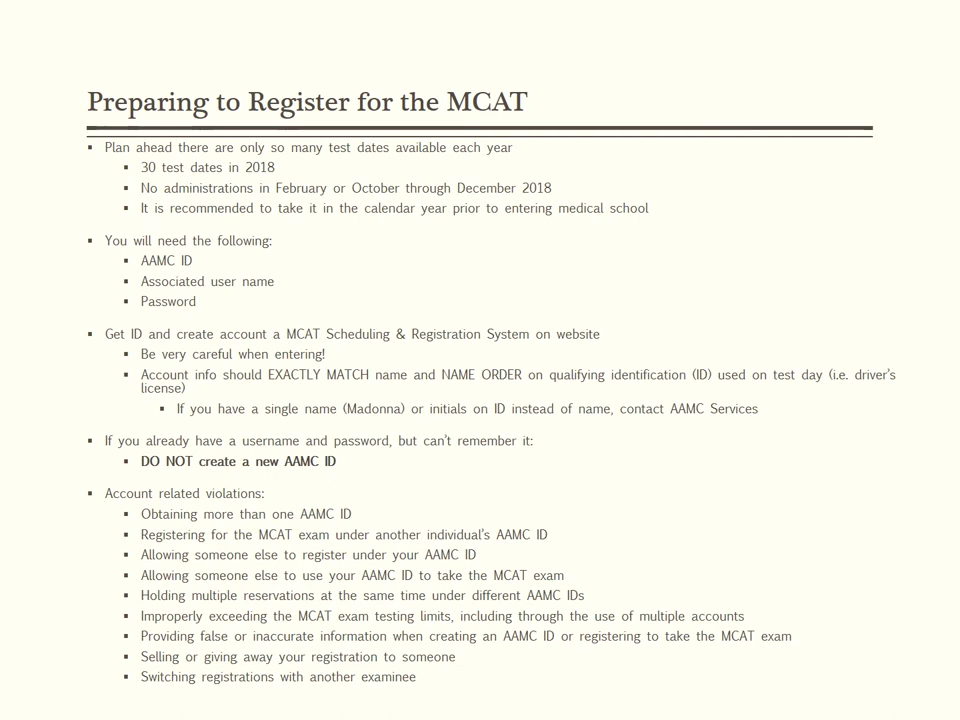 Preparing to Register for the MCAT
▪ Plan ahead there are only so many test dates available each year
▪ 30 test dates in 2018
▪ No administrations in February or October through December 2018
▪ It is recommended to take it in the calendar year prior to entering medical school
▪ You will need the following:
▪ AAMC ID
▪ Associated user name
▪ Password
▪ Get ID and create account a MCAT Scheduling & Registration System on website
▪ Be very careful when entering!
▪ Account info should EXACTLY MATCH name and NAME ORDER on qualifying identification (ID) used on test day (i.e. driver's
license)
▪ If you have a single name (Madonna) or initials on ID instead of name, contact AAMC Services
▪ If you already have a username and password, but can't remember it:
▪ DO NOT create a new AAMC ID
▪ Account related violations:
▪ Obtaining more than one AAMC ID
▪ Registering for the MCAT exam under another individual's AAMC ID
▪ Allowing someone else to register under your AAMC ID
▪ Allowing someone else to use your AAMC ID to take the MCAT exam
▪ Holding multiple reservations at the same time under different AAMC IDs
▪ Improperly exceeding the MCAT exam testing limits, including through the use of multiple accounts
▪ Providing false or inaccurate information when creating an AAMC ID or registering to take the MCAT exam
▪ Selling or giving away your registration to someone
▪ Switching registrations with another examinee